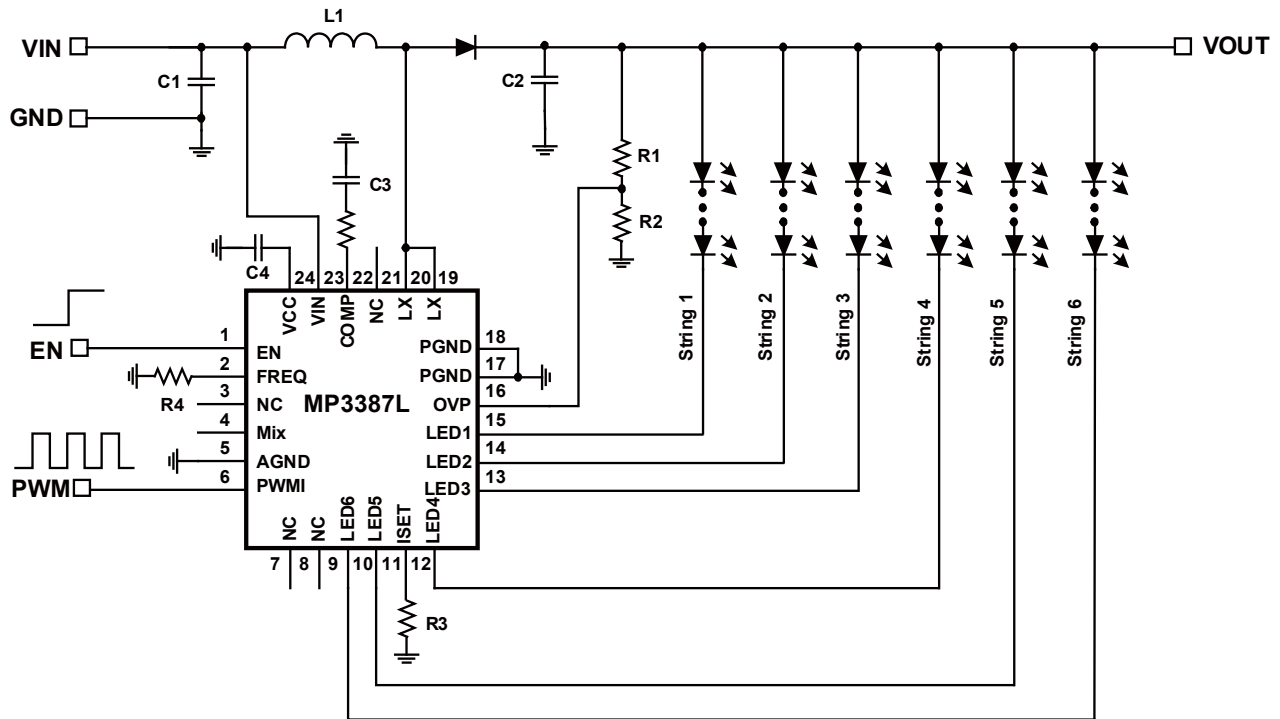 L1
VIN
VOUT
C1
C2
GND
R1
C3
R2
C4
24 23 22 21 20 19
VCC
VIN
COMP
NC
LX
LX
String 1
String 2
String 3
String 4
String 5
String 6
EN
1
EN
2
FREQ
R4
3
NC
4
Mix
5
AGND
PWM
6
PWMI
MP3387L
PGND
18
PGND
17
OVP
16
LED1
15
LED2
14
LED3
13
NC
NC
LED6
LED5
ISET
LED4
7 8 9 10 11 12
R3